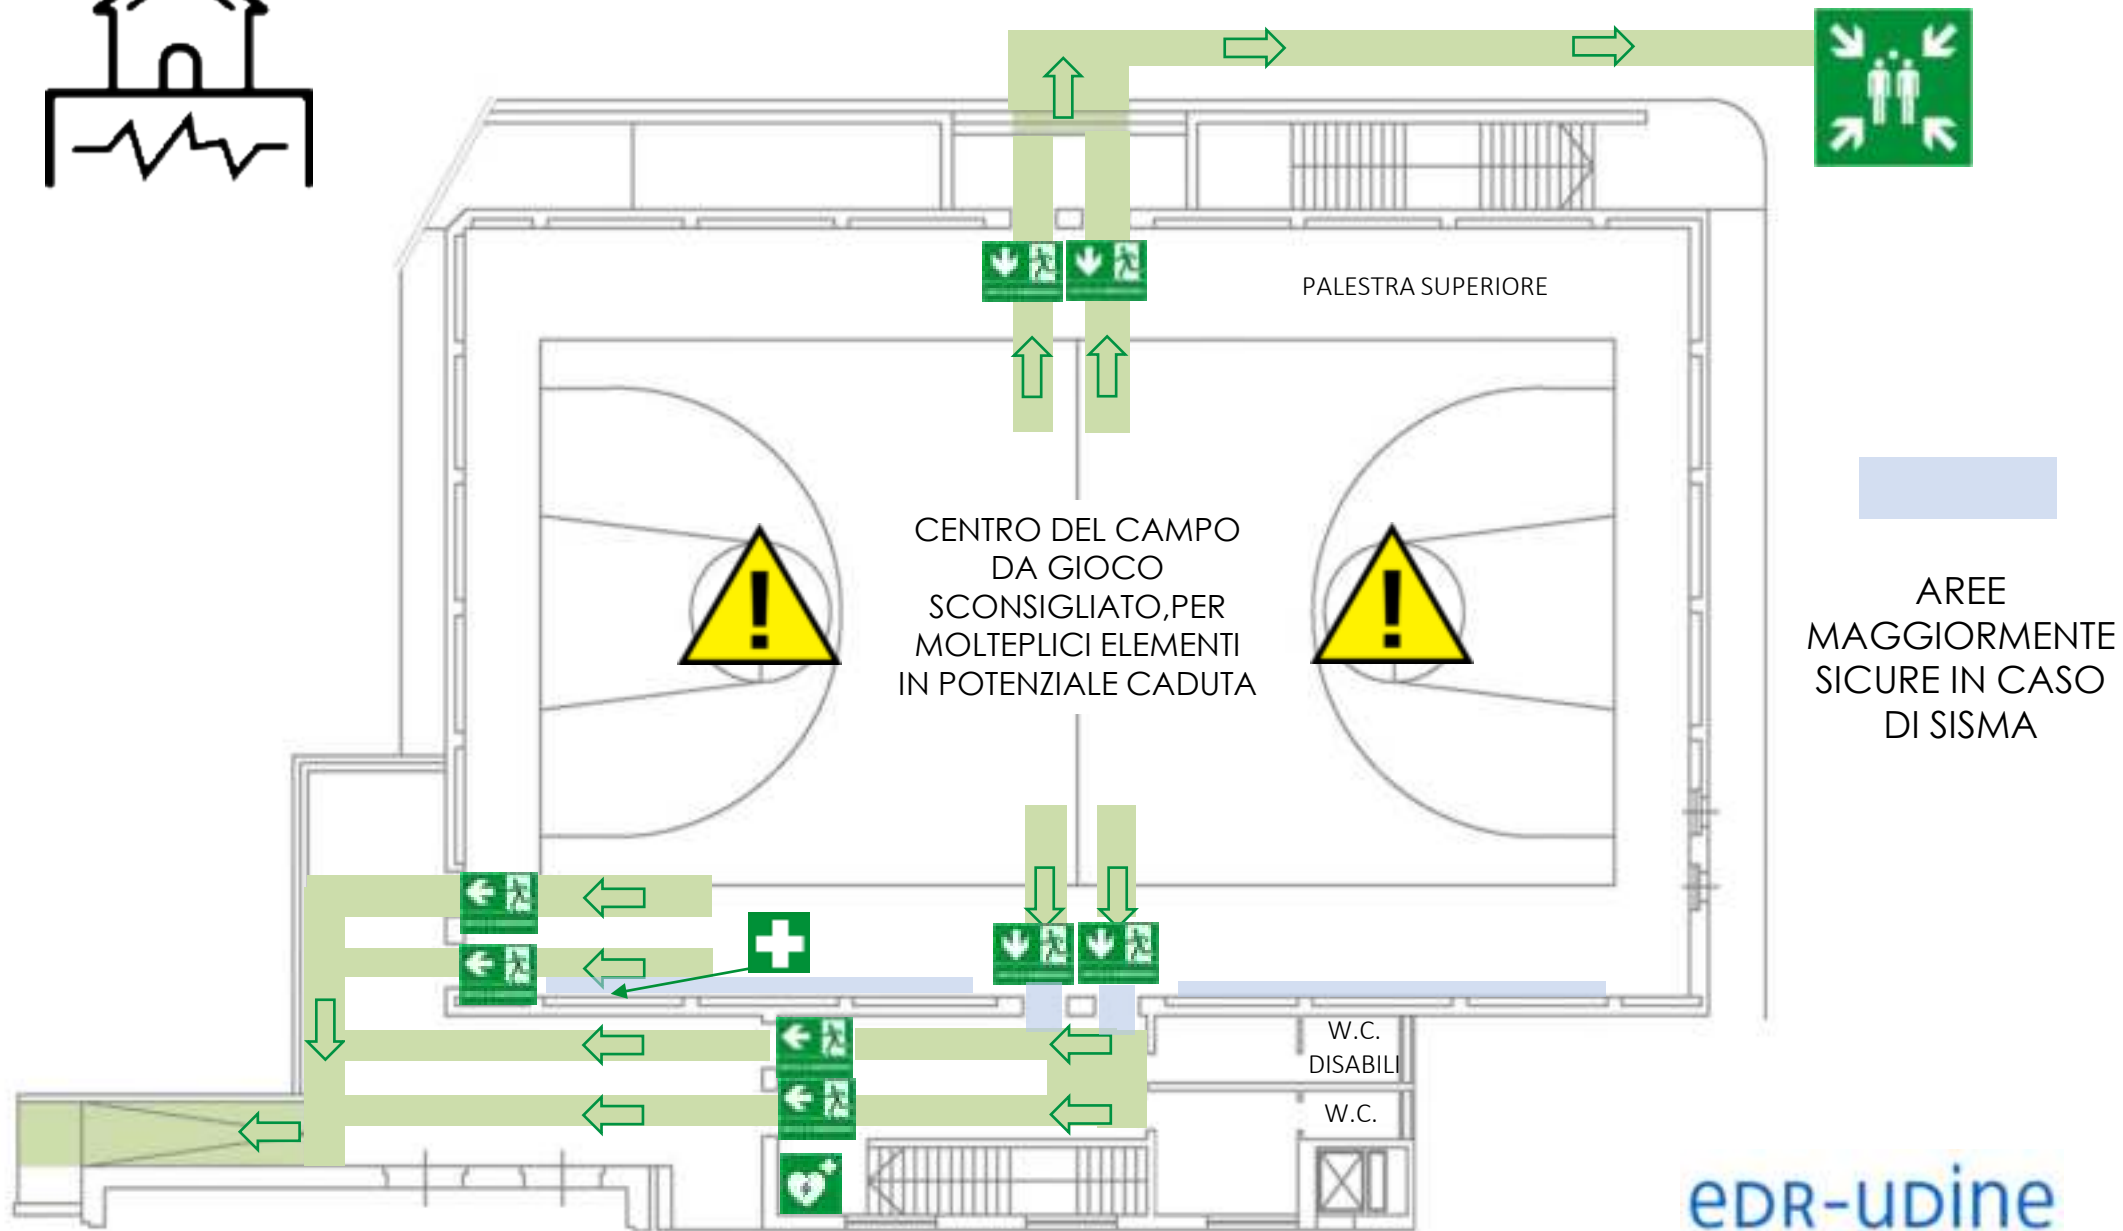 PALESTRA SUPERIORE
CENTRO DEL CAMPO
DA GIOCO
SCONSIGLIATO,PER
MOLTEPLICI ELEMENTI
IN POTENZIALE CADUTA
AREE
MAGGIORMENTE
SICURE IN CASO
DI SISMA
W.C.
DISABILI
W.C.
eDR-uDine